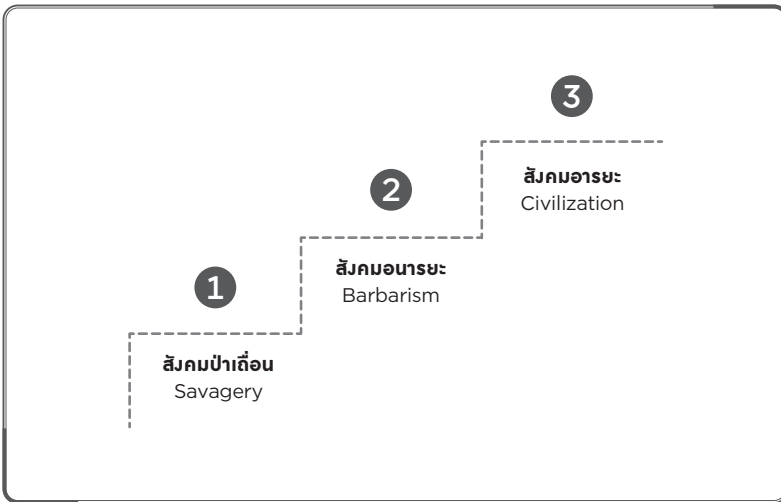 3
สังคมอารยะ
Civilization
2
สังคมอนารยะ
Barbarism
1
สังคมป่าเถื่อน
Savagery